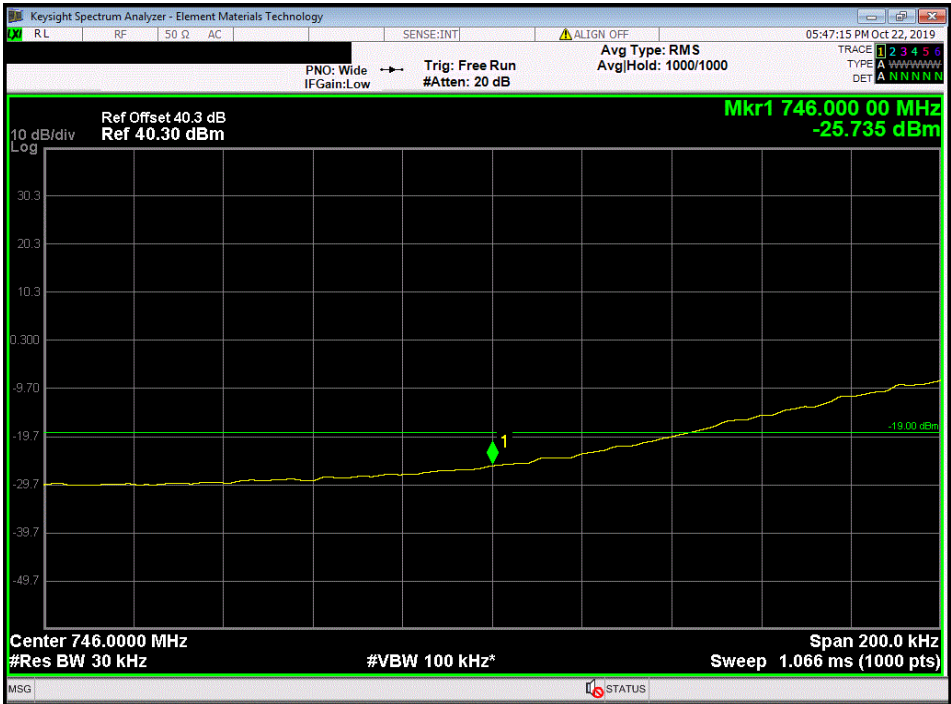 Keysight Spectrum Analyzer - Element Materials Technology
LXI RL RF 50 Ω AC SENSE:INT ALIGN OFF 05:47:15 PM Oct 22, 2019
PNO: Wide Trig: Free Run Avg Type: RMS TRACE 1 2 3 4 5 6
IFGain:Low #Atten: 20 dB Avg|Hold: 1000/1000 TYPE A WWWWW
DET A N N N N N
Mkr1 746.000 00 MHz
-25.735 dBm
Ref Offset 40.3 dB
10 dB/div Ref 40.30 dBm
Log
30.3
20.3
10.3
0.300
-9.70
-19.00 dBm
-19.7
1
-29.7
-39.7
-49.7
Center 746.0000 MHz Span 200.0 kHz
#Res BW 30 kHz #VBW 100 kHz* Sweep 1.066 ms (1000 pts)
MSG STATUS